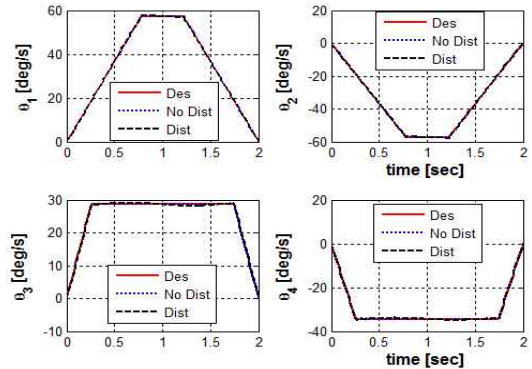 60
40
20
0
θ1 [deg/s]
Des
No Dist
Dist
0 0.5 1 1.5 2
20
0
-20
-40
-60
θ2 [deg/s]
Des
No Dist
Dist
0 0.5 1 1.5 2
time [sec]
30
20
10
0
-10
θ3 [deg/s]
Des
No Dist
Dist
0 0.5 1 1.5 2
20
0
-20
-40
θ4 [deg/s]
Des
No Dist
Dist
0 0.5 1 1.5 2
time [sec]